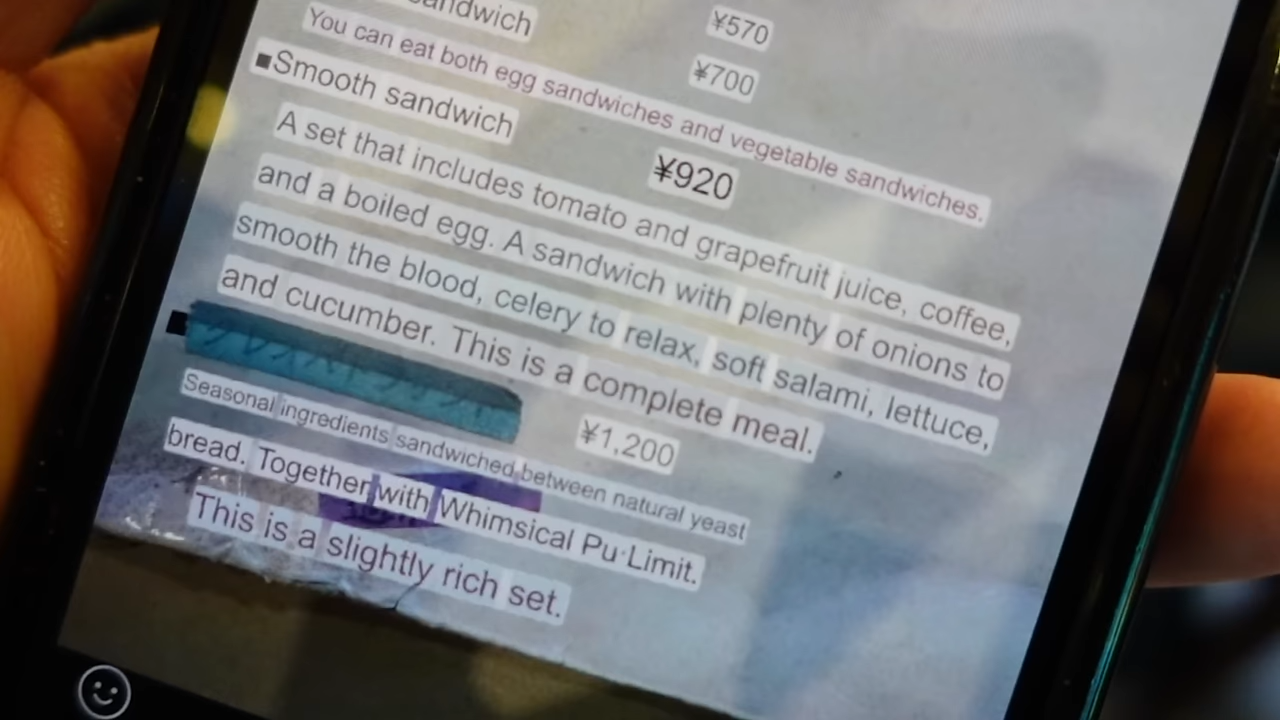 sandwich ¥570
You can eat both egg sandwiches and vegetable sandwiches.
¥700
■Smooth sandwich
¥920
A set that includes tomato and grapefruit juice, coffee,
and a boiled egg. A sandwich with plenty of onions to
smooth the blood, celery to relax, soft salami, lettuce,
and cucumber. This is a complete meal.
¥1,200
Seasonal ingredients sandwiched between natural yeast
bread. Together with Whimsical Pu·Limit.
This is a slightly rich set.